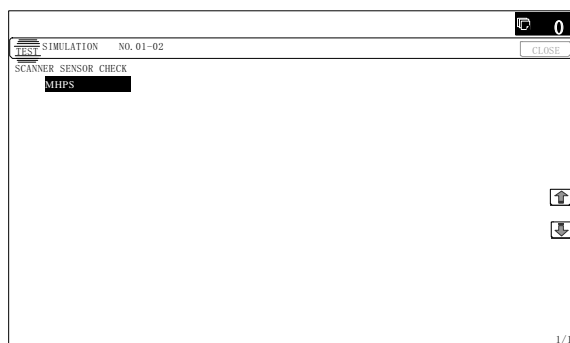 0
TEST SIMULATION NO. 01-02
CLOSE
SCANNER SENSOR CHECK
MHPS
1/1